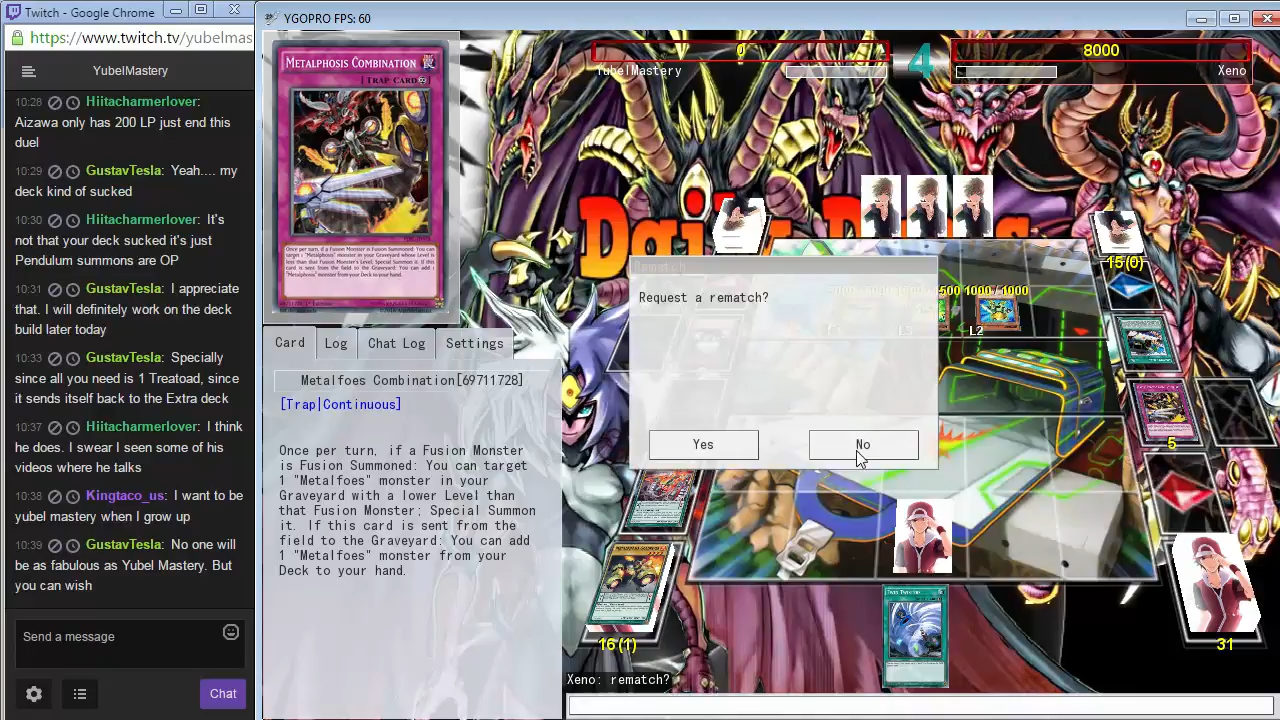 Twitch - Google Chrome
https://www.twitch.tv/yubelmas
10:28 Hiitacharmerlover:
Aizawa only has 200 LP just end this
duel
10:29 GustavTesla: Yeah.... my
deck kind of sucked
10:30 Hiitacharmerlover: It's
not that your deck sucked it's just
Pendulum summons are OP
10:31 GustavTesla: I appreciate
that I will definitely work on the deck
build later today
10:33 GustavTesla: Specially
since all you need is 1 Treatoad, since
it sends itself back to the Extra deck
10:37 Hiitacharmerlover: I think
he does. I swear I seen some of his
videos where he talks
10:38 Kingtaco_us: I want to be
yubel mastery when I grow up
10:39 GustavTesla: No one will
be as fabulous as Yubel Mastery. But
you can wish
Send a message
Chat
YGOPRO FPS: 60
METALPHOSIS COMBINATION
[TRAP CARD]
Card
Log
Chat Log
Settings
Metalfoes Combination[
[Trap|Continuous]
Once per turn, if a Fusion Monster
is Fusion Summoned: You can target
1 "Metalfoes" monster in your
Graveyard with a lower Level than
that Fusion Monster; Special Summon
it. If this card is sent from the
field to the Graveyard: You can add
1 "Metalfoes" monster from your
Deck to your hand.
0
YubelMastery
4
8000
Xeno
15(0)
Rematch
Request a rematch?
Yes
No
500 1000 / 1000
L2
5
16(1)
31
TWIN TWISTERS
Xeno: rematch?